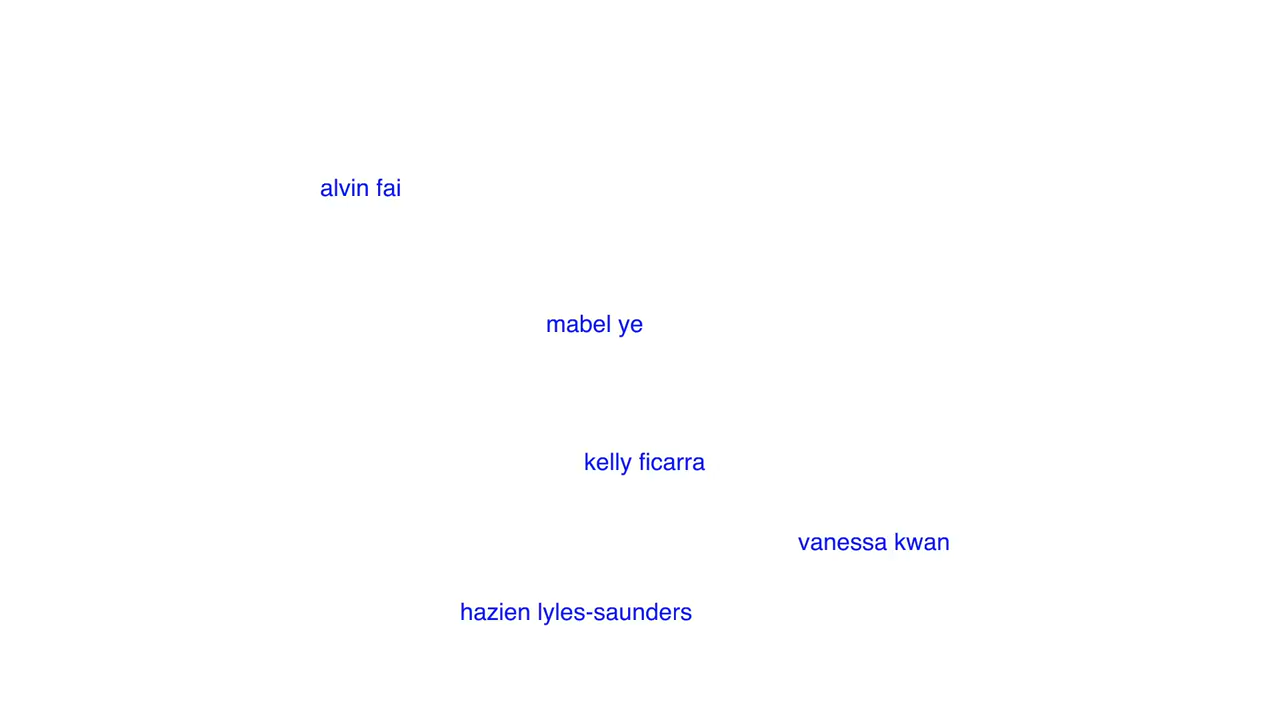 alvin fai
mabel ye
kelly ficarra
vanessa kwan
hazien lyles-saunders